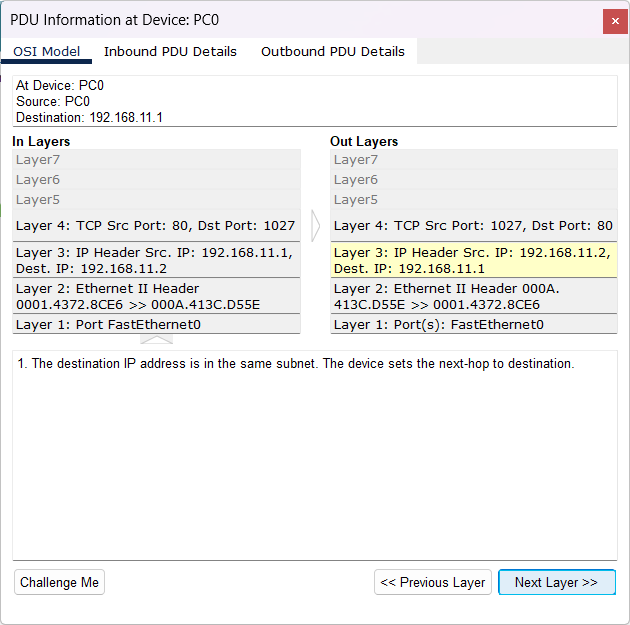 PDU Information at Device: PC0
OSI Model Inbound PDU Details Outbound PDU Details
At Device: PC0
Source: PC0
Destination: 192.168.11.1
In Layers
Layer7
Layer6
Layer5
Layer 4: TCP Src Port: 80, Dst Port: 1027
Layer 3: IP Header Src. IP: 192.168.11.1,
Dest. IP: 192.168.11.2
Layer 2: Ethernet II Header
0001.4372.8CE6 >> 000A.413C.D55E
Layer 1: Port FastEthernet0
Out Layers
Layer7
Layer6
Layer5
Layer 4: TCP Src Port: 1027, Dst Port: 80
Layer 3: IP Header Src. IP: 192.168.11.2,
Dest. IP: 192.168.11.1
Layer 2: Ethernet II Header 000A.
413C.D55E >> 0001.4372.8CE6
Layer 1: Port(s): FastEthernet0
1. The destination IP address is in the same subnet. The device sets the next-hop to destination.
Challenge Me
<< Previous Layer
Next Layer >>